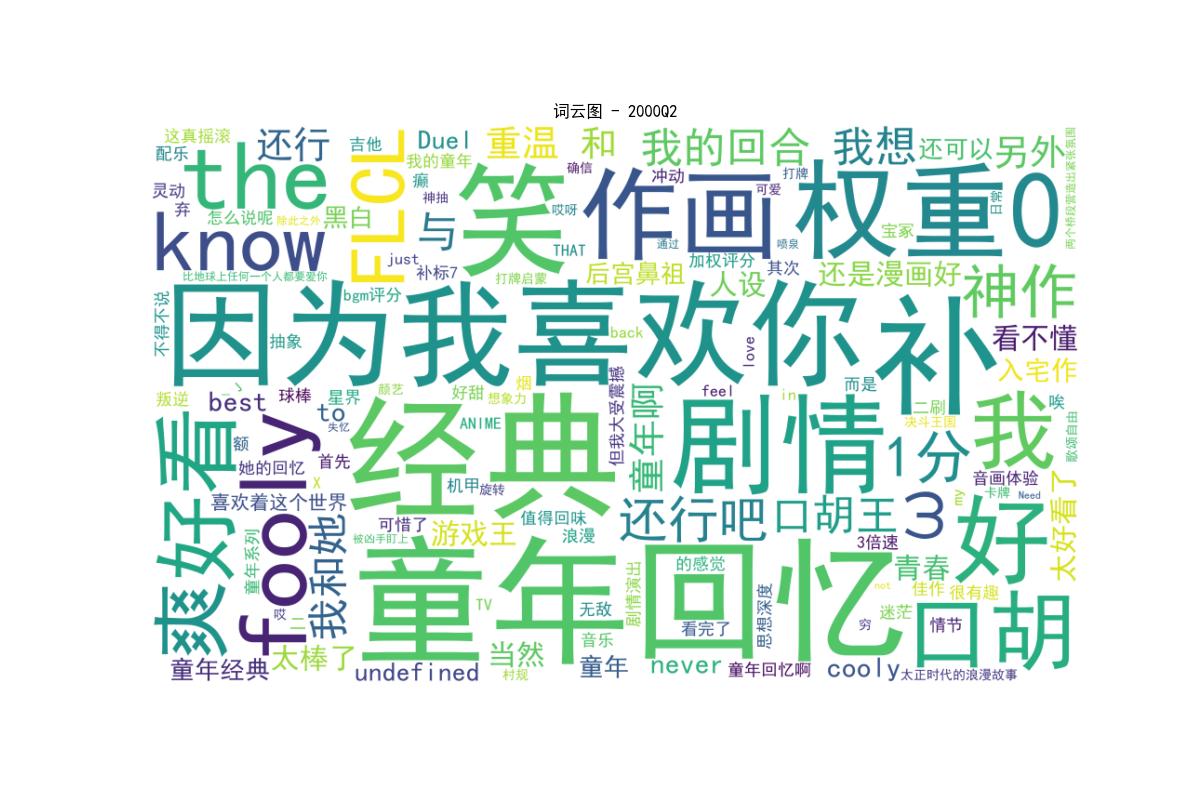 词云图 - 2000Q2
这真摇滚
配乐
the
还行
吉他
FLCL
Duel
我的童年
重温
和
确信
我的回合
我想
还可以
另外
两个桥段营造出紧张氛围
灵动
弃
怎么说呢
除此之外
黑白
癫
神抽
与
笑
哎呀
作画
冲动
打牌
可爱
权重0
日常
know
just
补标7
THAT
通过
喷泉
宝冢
比地球上任何一个人都要爱你
bgm评分
打牌启蒙
后宫鼻祖
加权评分
人设
其次
还是漫画好
神作
不得不说
因为我喜欢你
抽象
back
love
补
看不懂
入宅作
叛逆
best
球棒
星界
失忆
to
颜艺
好甜
想象力
烟
ANIME
但我大受震撼
童年啊
feel
in
而是
二刷
决斗王国
唉
歌颂自由
爽好看
额
她的回忆
首先
X
fooly
经典
剧情
1分
我
喜欢着这个世界
机甲
旋转
音画体验
卡牌
Need
my
可惜了
被凶手盯上
游戏王
值得回味
浪漫
还行吧
口胡王
3
3倍速
好
太好看了
童年系列
哎
二
我和她
童年回忆
TV
无敌
的感觉
剧情演出
音乐
看完了
思想深度
青春
not
佳作
很有趣
迷茫
穷
情节
口胡
童年经典
太棒了
undefined
当然
村规
童年
never
童年回忆啊
cooly
太正时代的浪漫故事